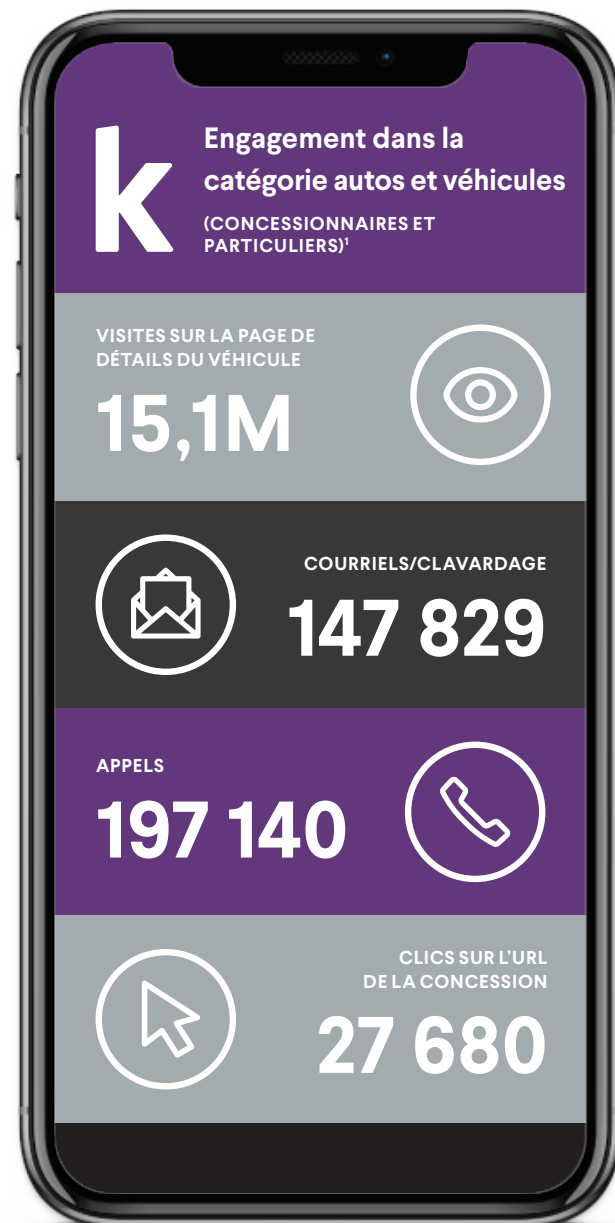 k
Engagement dans la
catégorie autos et véhicules
(CONCESSIONNAIRES ET
PARTICULIERS)¹
VISITES SUR LA PAGE DE
DÉTAILS DU VÉHICULE
15,1M
COURRIELS/CLAVARDAGE
147 829
APPELS
197 140
CLICS SUR L'URL
DE LA CONCESSION
27 680